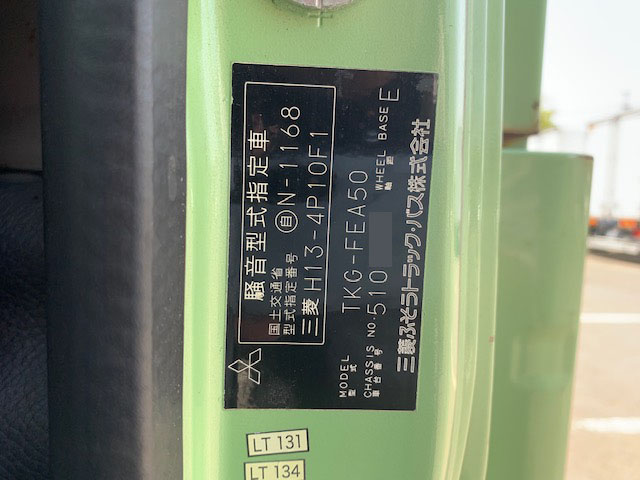 騒音型式指定車
国土交通省
型式指定番号 自 N-1168
三菱 H13-4P10F1
MODEL
型式 TKG-FEA50
CHASSIS NO.
車台番号 510
WHEEL BASE
軸距 E
三菱ふそうトラック・バス株式会社
LT 131
LT 134